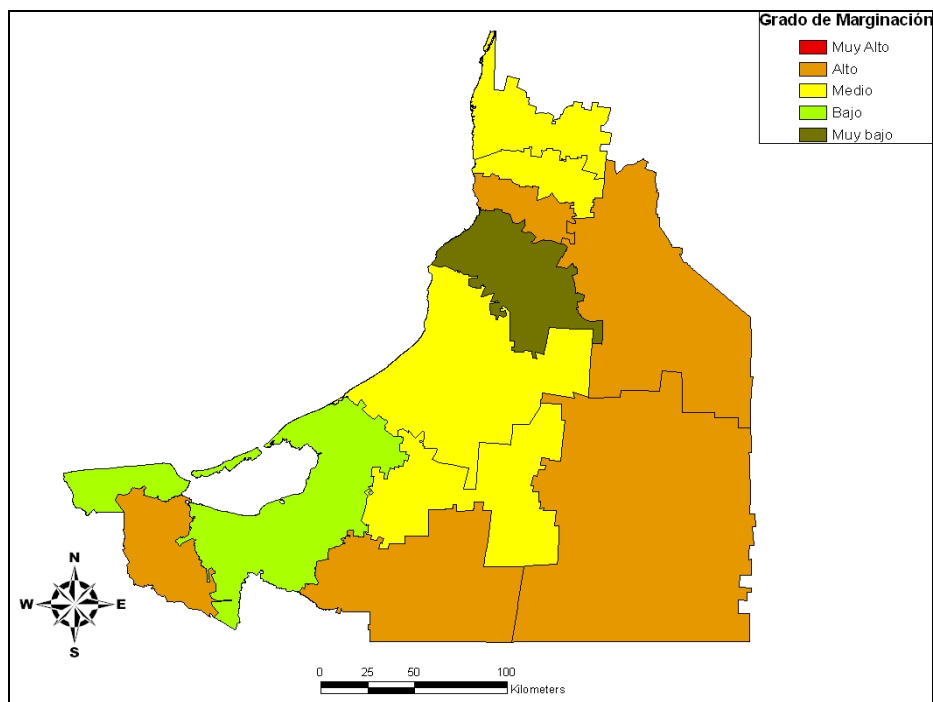 Grado de Marginación
Muy Alto
Alto
Medio
Bajo
Muy bajo
N
W E
S
0 25 50 100
Kilometers